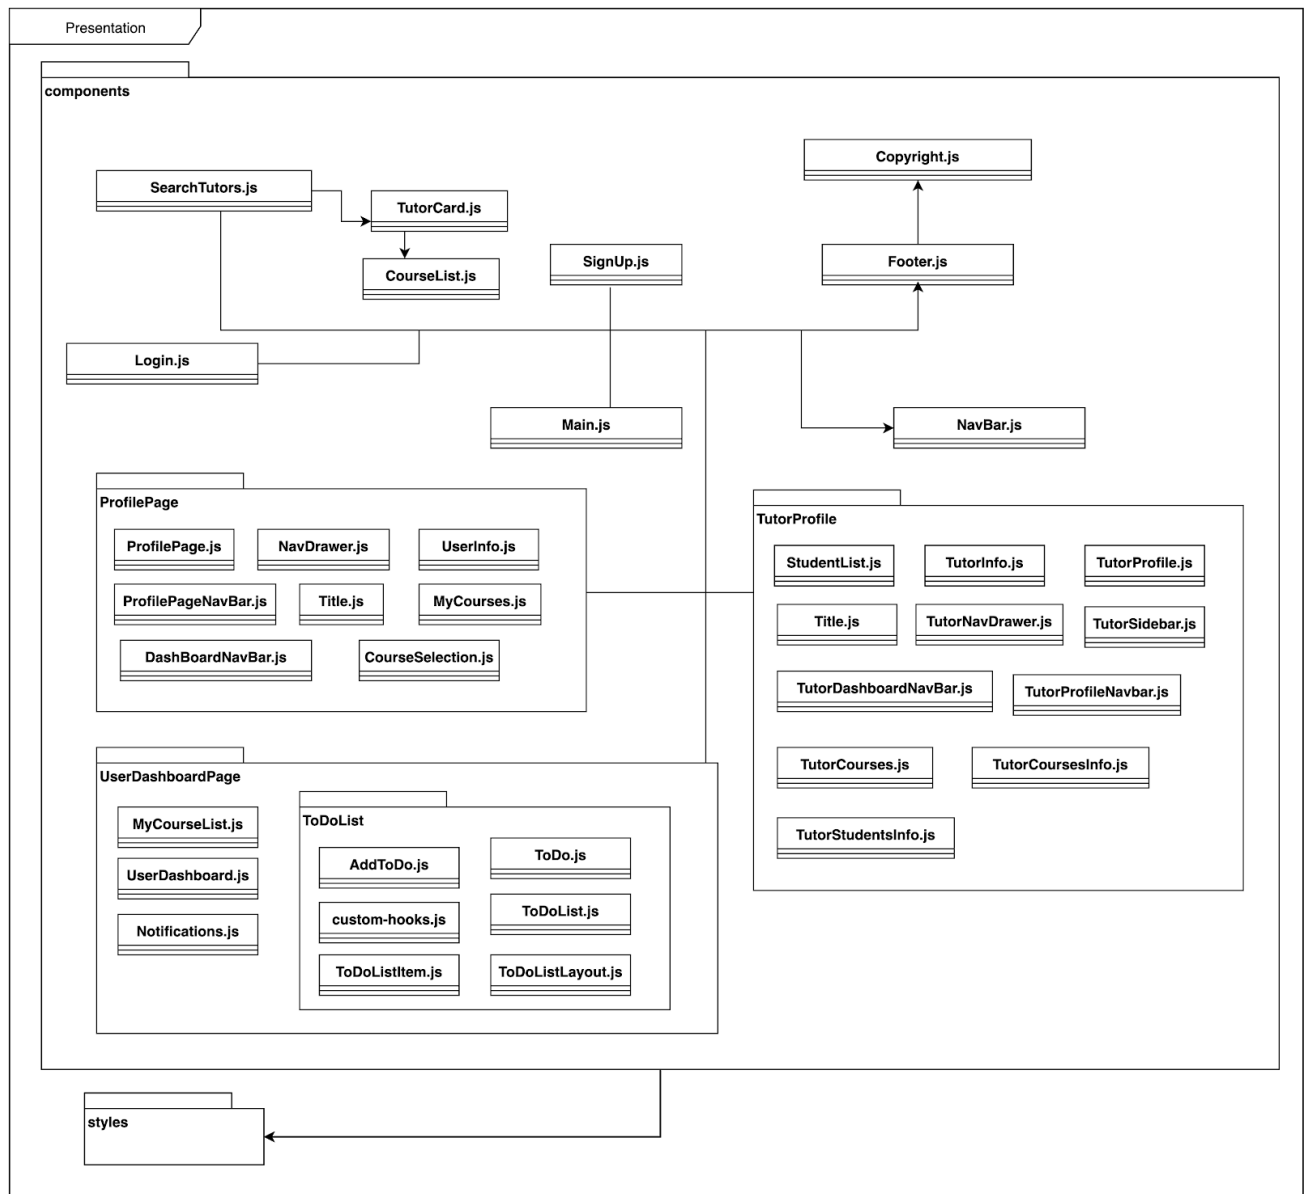 Presentation
components
Copyright.js
SearchTutors.js
TutorCard.js
SignUp.js
Footer.js
CourseList.js
Login.js
Main.js
NavBar.js
ProfilePage
ProfilePage.js
NavDrawer.js
UserInfo.js
ProfilePageNavBar.js
Title.js
MyCourses.js
DashBoardNavBar.js
CourseSelection.js
TutorProfile
StudentList.js
TutorInfo.js
TutorProfile.js
Title.js
TutorNavDrawer.js
TutorSidebar.js
TutorDashboardNavBar.js
TutorProfileNavbar.js
TutorCourses.js
TutorCoursesInfo.js
TutorStudentsInfo.js
UserDashboardPage
MyCourseList.js
UserDashboard.js
Notifications.js
ToDoList
AddToDo.js
ToDo.js
custom-hooks.js
ToDoList.js
ToDoListItem.js
ToDoListLayout.js
styles